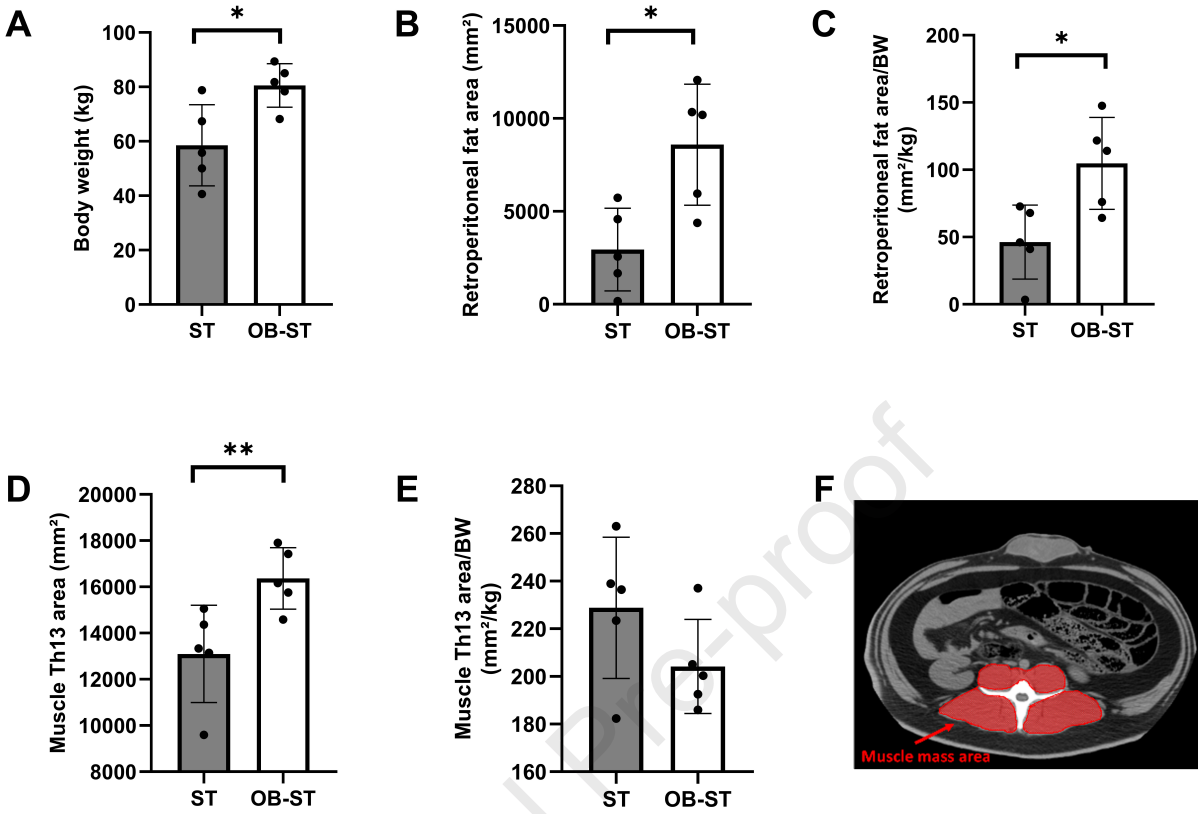 A
*
Body weight (kg)
100
80
60
40
20
0
ST OB-ST
B
*
Retroperitoneal fat area (mm²)
15000
10000
5000
0
ST OB-ST
C
*
Retroperitoneal fat area/BW
(mm²/kg)
200
150
100
50
0
ST OB-ST
D
**
Muscle Th13 area (mm²)
20000
18000
16000
14000
12000
10000
8000
ST OB-ST
E
Muscle Th13 area/BW
(mm²/kg)
280
260
240
220
200
180
160
ST OB-ST
F
Muscle mass area
Pre-proof